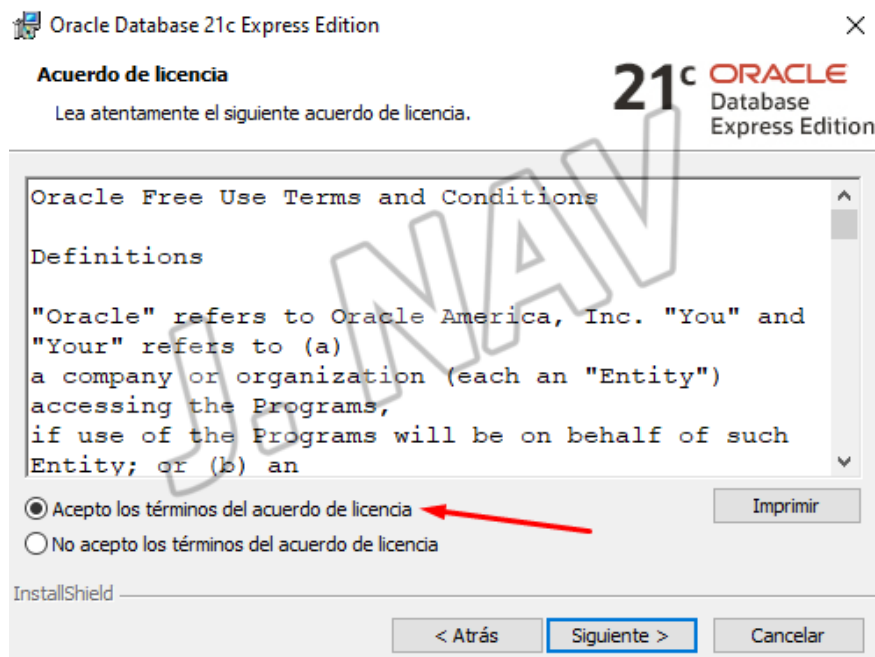 Oracle Database 21c Express Edition
Acuerdo de licencia
Lea atentamente el siguiente acuerdo de licencia.
21c ORACLE
Database
Express Edition
Oracle Free Use Terms and Conditions
Definitions
"Oracle" refers to Oracle America, Inc. "You" and
"Your" refers to (a)
a company or organization (each an "Entity")
accessing the Programs,
if use of the Programs will be on behalf of such
Entity; or (b) an
J. NAV
Acepto los términos del acuerdo de licencia
Imprimir
No acepto los términos del acuerdo de licencia
InstallShield
< Atrás
Siguiente >
Cancelar